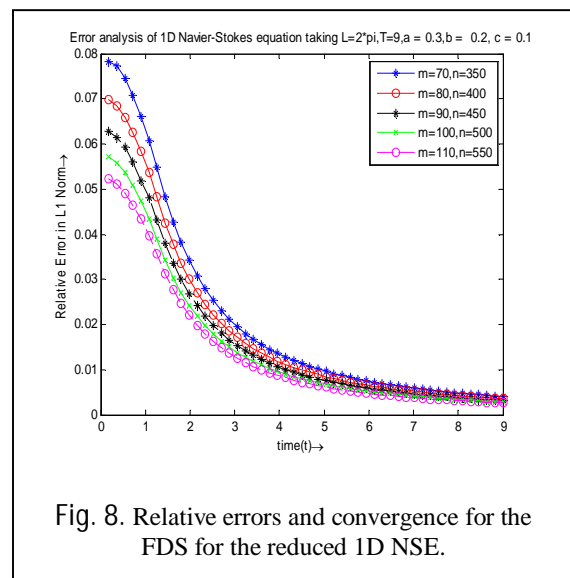 Error analysis of 1D Navier-Stokes equation taking L=2*pi,T=9,a = 0.3,b = 0.2, c = 0.1
0.08
0.07
0.06
0.05
0.04
0.03
0.02
0.01
0
Relative Error in L1 Norm→
m=70,n=350
m=80,n=400
m=90,n=450
m=100,n=500
m=110,n=550
0 1 2 3 4 5 6 7 8 9
time(t)→
Fig. 8. Relative errors and convergence for the
FDS for the reduced 1D NSE.